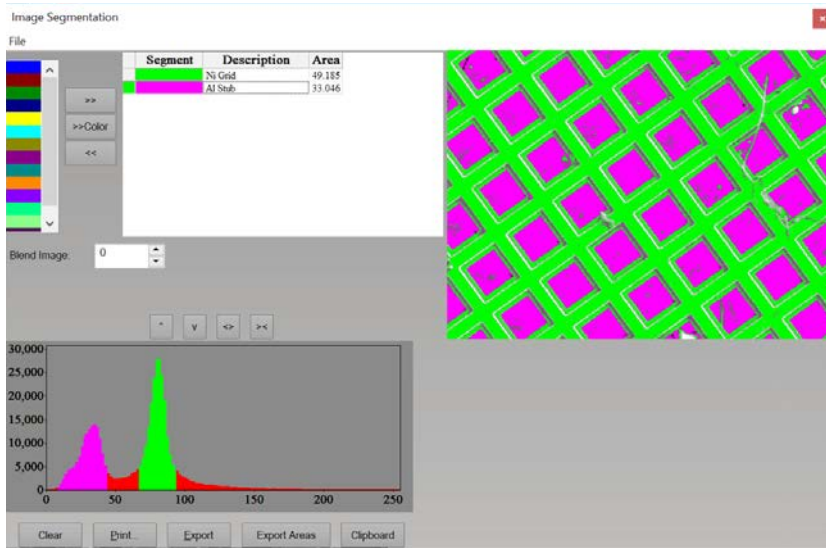 Image Segmentation
File
Segment Description Area
Ni Grid 49.185
Al Stub 33.046
>>
>>Color
<<
Blend Image: 0
^ v <> ><
30,000
25,000
20,000
15,000
10,000
5,000
0
0 50 100 150 200 250
Clear Print... Export Export Areas Clipboard